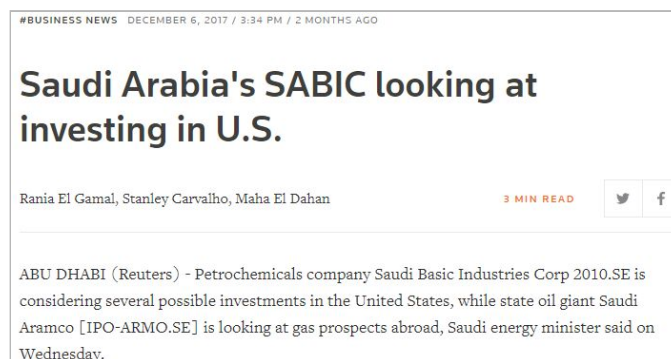 #BUSINESS NEWS DECEMBER 6, 2017 / 3:34 PM / 2 MONTHS AGO
Saudi Arabia's SABIC looking at
investing in U.S.
Rania El Gamal, Stanley Carvalho, Maha El Dahan 3 MIN READ
ABU DHABI (Reuters) - Petrochemicals company Saudi Basic Industries Corp 2010.SE is
considering several possible investments in the United States, while state oil giant Saudi
Aramco [IPO-ARMO.SE] is looking at gas prospects abroad, Saudi energy minister said on
Wednesday.